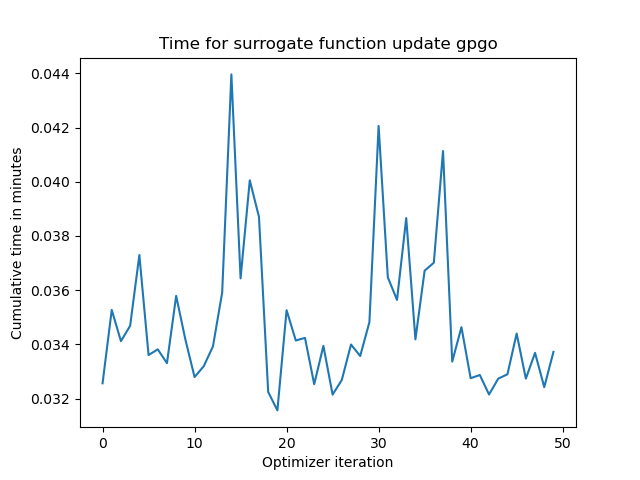 Time for surrogate function update gpgo
0.044
0.042
0.040
0.038
0.036
0.034
0.032
Cumulative time in minutes
0 10 20 30 40 50
Optimizer iteration